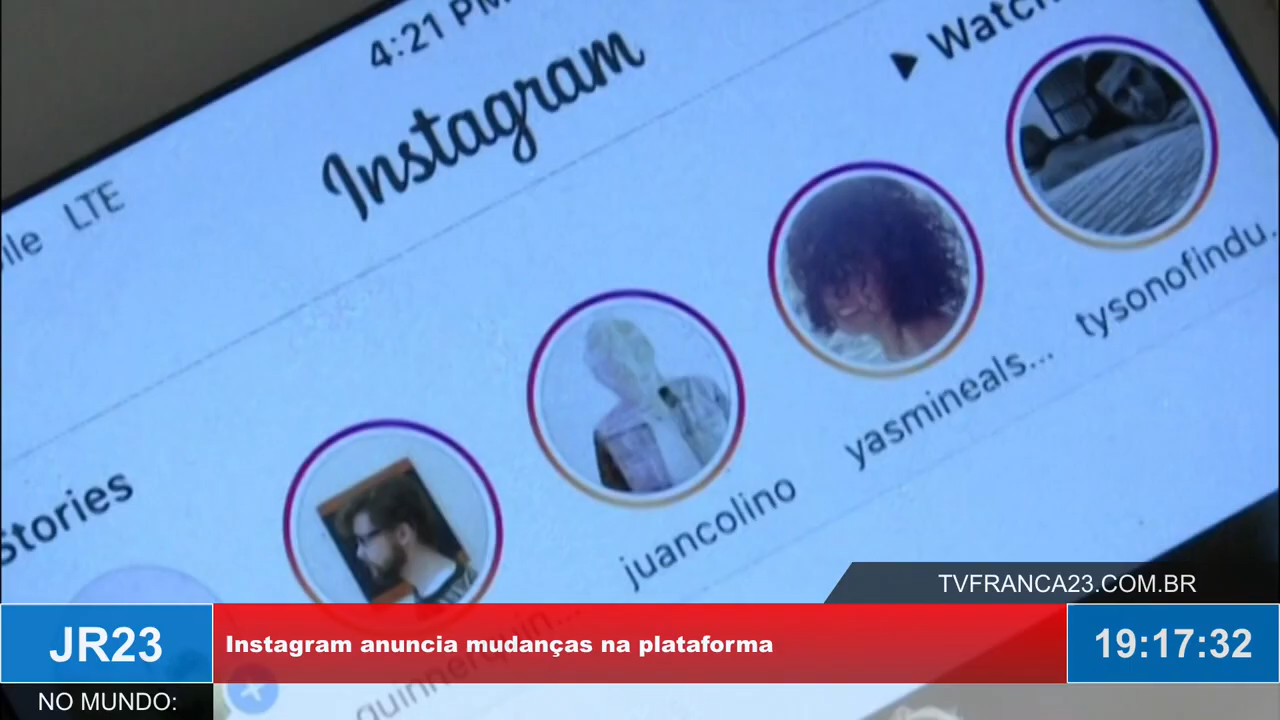 4:21 PM
Instagram
LTE
Watch
Stories
tysonofindu...
yasmineals...
juancolino
TVFRANCA23.COM.BR
JR23
Instagram anuncia mudanças na plataforma
19:17:32
NO MUNDO: